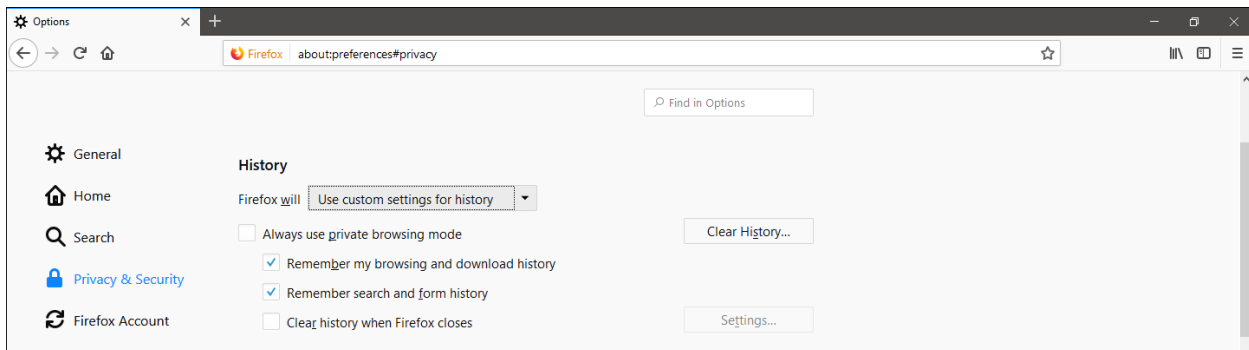 Options
Firefox about:preferences#privacy
Find in Options
General
Home
Search
Privacy & Security
Firefox Account
History
Firefox will Use custom settings for history
Always use private browsing mode
Clear History...
Remember my browsing and download history
Remember search and form history
Clear history when Firefox closes
Settings...